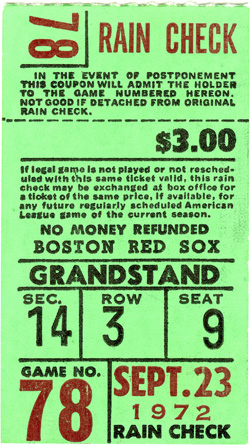 78
RAIN CHECK
IN THE EVENT OF POSTPONEMENT
THIS COUPON WILL ADMIT THE HOLDER
TO THE GAME NUMBERED HEREON.
NOT GOOD IF DETACHED FROM ORIGINAL
RAIN CHECK.
$3.00
If legal game is not played or not resched-
uled with this same ticket valid, this rain
check may be exchanged at box office for
a ticket of the same price, if available, for
any future regularly scheduled American
League game of the current season.
NO MONEY REFUNDED
BOSTON RED SOX
GRANDSTAND
SEC. ROW SEAT
14 3 9
GAME NO.
78
SEPT. 23
1972
RAIN CHECK